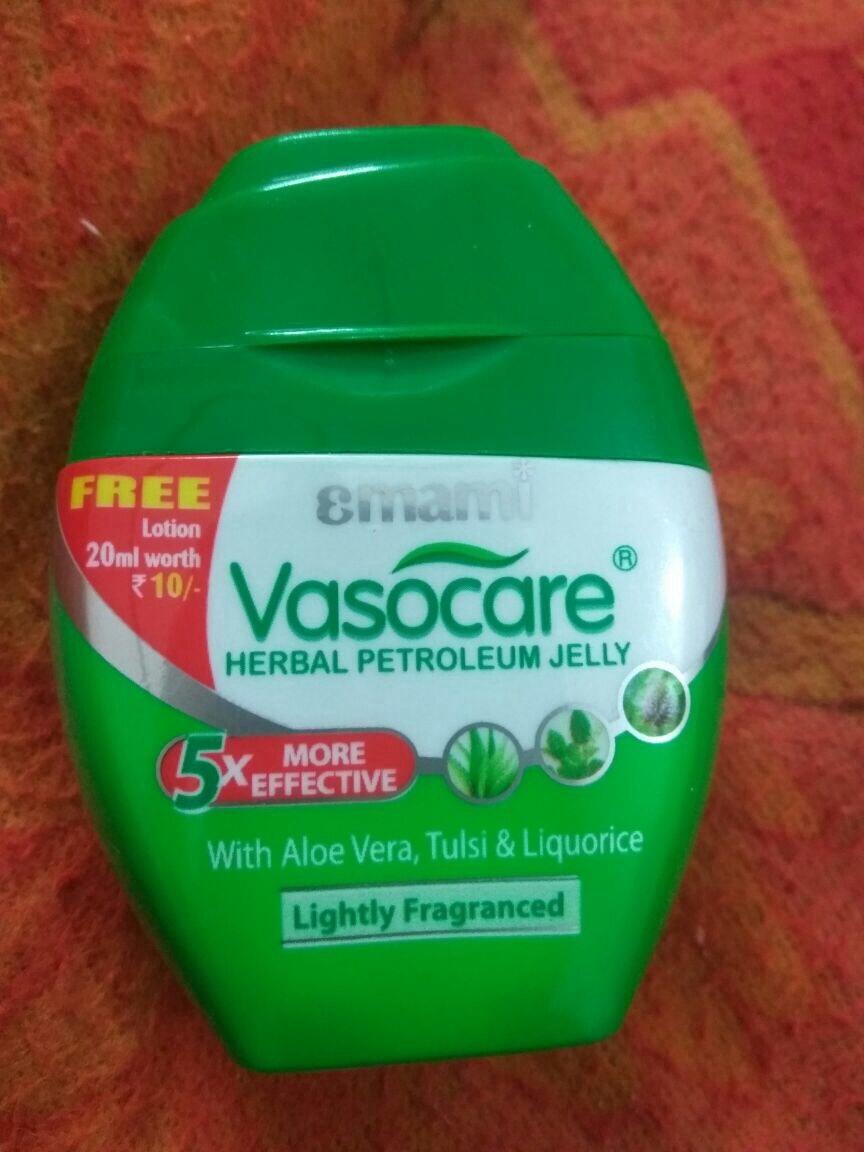 FREE
Lotion
20ml worth
₹ 10/-
emami
Vasocare®
HERBAL PETROLEUM JELLY
5x MORE
EFFECTIVE
With Aloe Vera, Tulsi & Liquorice
Lightly Fragranced